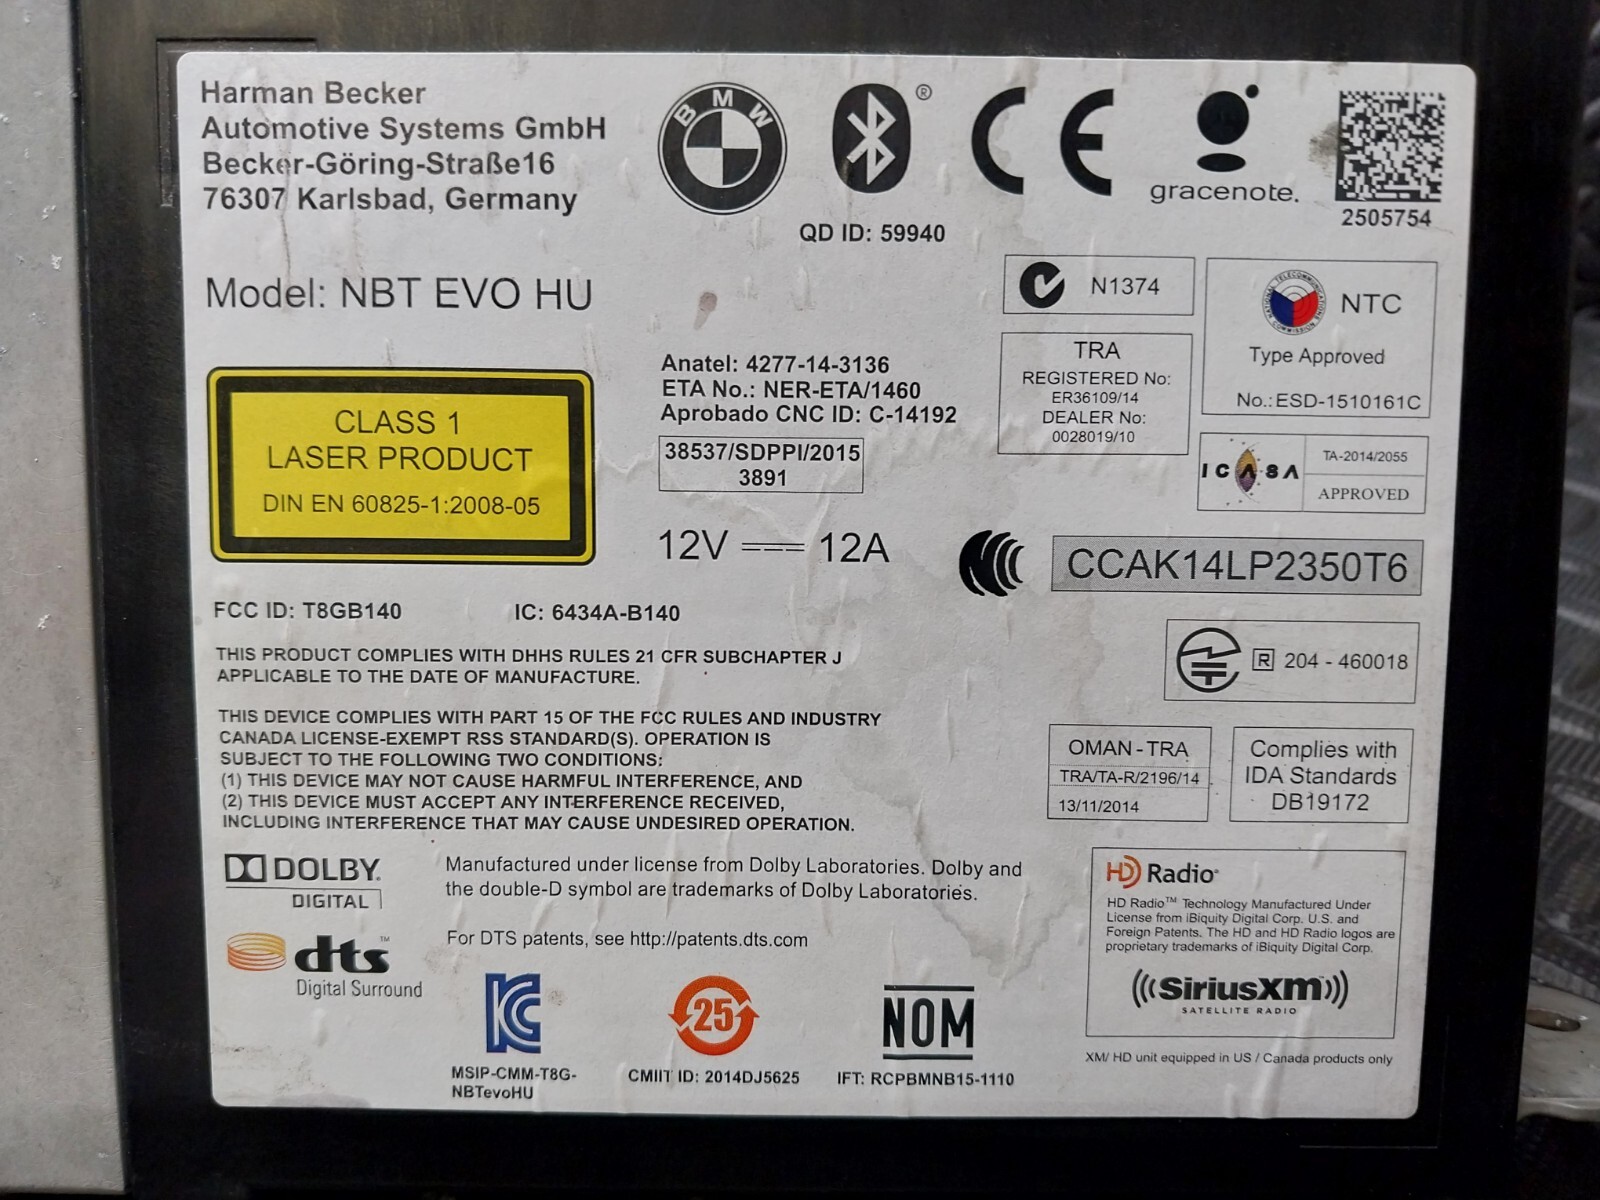 Harman Becker
Automotive Systems GmbH
Becker-Göring-Straße16
76307 Karlsbad, Germany
BMW
®
QD ID: 59940
CE
gracenote.
2505754
Model: NBT EVO HU
N1374
NATIONAL TELECOMMUNICATIONS COMMISSION
NTC
Type Approved
No.:ESD-1510161C
TRA
REGISTERED No:
ER36109/14
DEALER No:
0028019/10
CLASS 1
LASER PRODUCT
DIN EN 60825-1:2008-05
Anatel: 4277-14-3136
ETA No.: NER-ETA/1460
Aprobado CNC ID: C-14192
38537/SDPPI/2015
3891
ICASA
TA-2014/2055
APPROVED
12V 12A
CCAK14LP2350T6
FCC ID: T8GB140 IC: 6434A-B140
R 204 - 460018
THIS PRODUCT COMPLIES WITH DHHS RULES 21 CFR SUBCHAPTER J
APPLICABLE TO THE DATE OF MANUFACTURE.
THIS DEVICE COMPLIES WITH PART 15 OF THE FCC RULES AND INDUSTRY
CANADA LICENSE-EXEMPT RSS STANDARD(S). OPERATION IS
SUBJECT TO THE FOLLOWING TWO CONDITIONS:
(1) THIS DEVICE MAY NOT CAUSE HARMFUL INTERFERENCE, AND
(2) THIS DEVICE MUST ACCEPT ANY INTERFERENCE RECEIVED,
INCLUDING INTERFERENCE THAT MAY CAUSE UNDESIRED OPERATION.
OMAN - TRA
TRA/TA-R/2196/14
13/11/2014
Complies with
IDA Standards
DB19172
DOLBY
DIGITAL
Manufactured under license from Dolby Laboratories. Dolby and
the double-D symbol are trademarks of Dolby Laboratories.
dts™
Digital Surround
For DTS patents, see http://patents.dts.com
HD Radio
HD Radio™ Technology Manufactured Under
License from iBiquity Digital Corp. U.S. and
Foreign Patents. The HD and HD Radio logos are
proprietary trademarks of iBiquity Digital Corp.
SiriusXM
SATELLITE RADIO
XM/ HD unit equipped in US / Canada products only
KC
MSIP-CMM-T8G-
NBTevoHU
25
CMIIT ID: 2014DJ5625
NOM
IFT: RCPBMNB15-1110